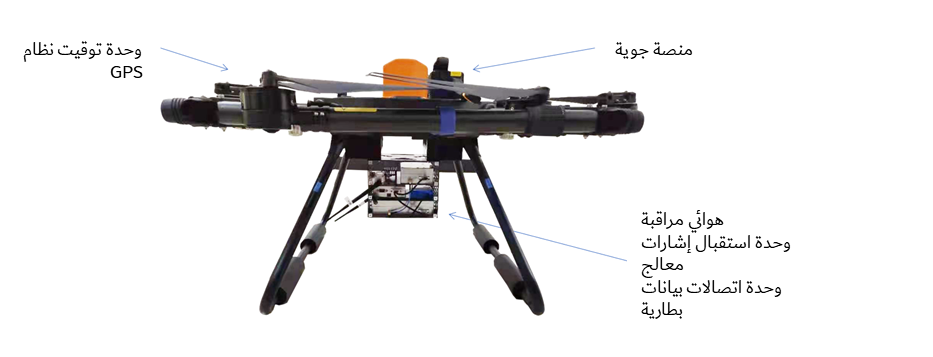 وحدة توقيت نظام
GPS
منصة جوية
هوائي مراقبة
وحدة استقبال إشارات
معالج
وحدة اتصالات بيانات
بطارية